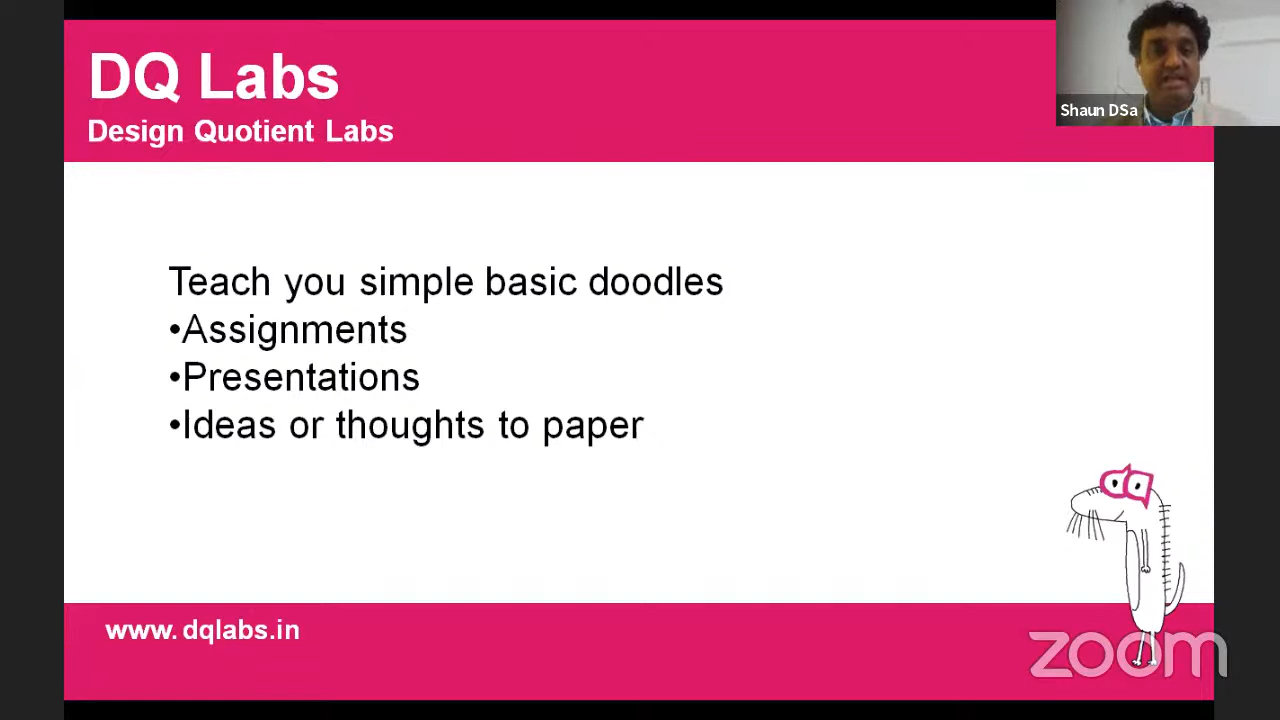 DQ Labs
Design Quotient Labs
Shaun DSa
Teach you simple basic doodles
•Assignments
•Presentations
•Ideas or thoughts to paper
www. dqlabs.in
zoom